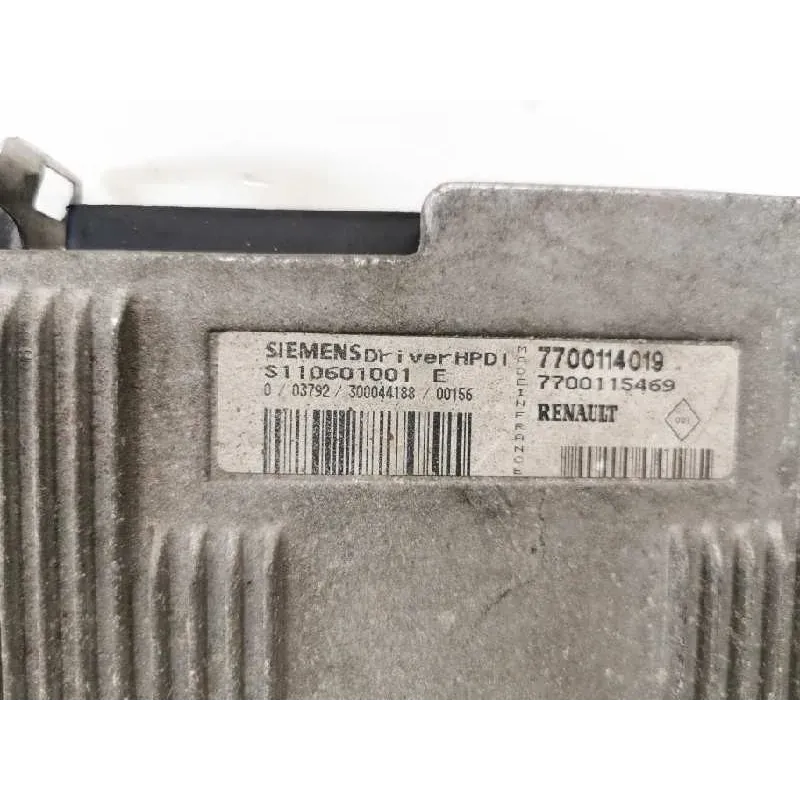 SIEMENS Driver HPDI
S110601001 E
0 / 03792 / 300044188 / 00156
MADE IN FRANCE
7700114019
7700115469
RENAULT